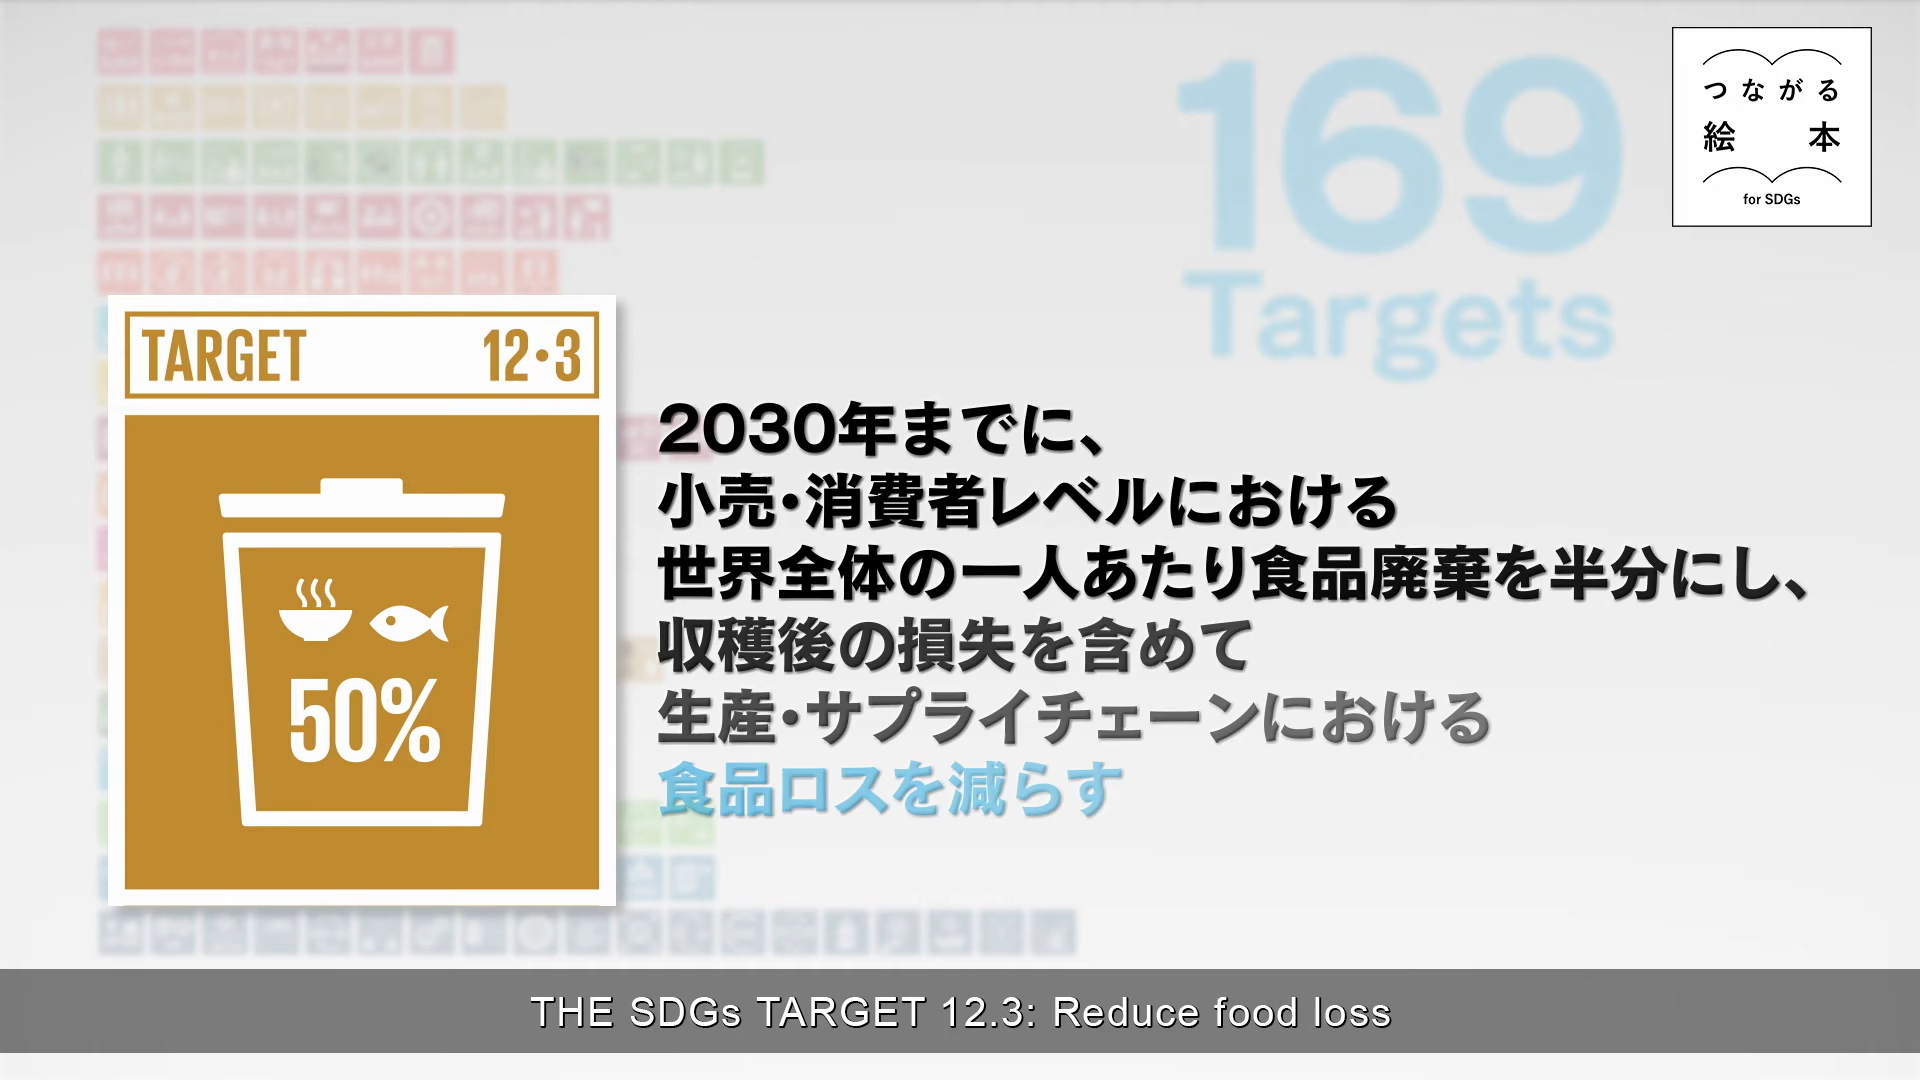 169
Targets
つながる
絵本
for SDGs
TARGET 12・3
50%
2030年までに、
小売・消費者レベルにおける
世界全体の一人あたり食品廃棄を半分にし、
収穫後の損失を含めて
生産・サプライチェーンにおける
食品ロスを減らす
THE SDGs TARGET 12.3: Reduce food loss